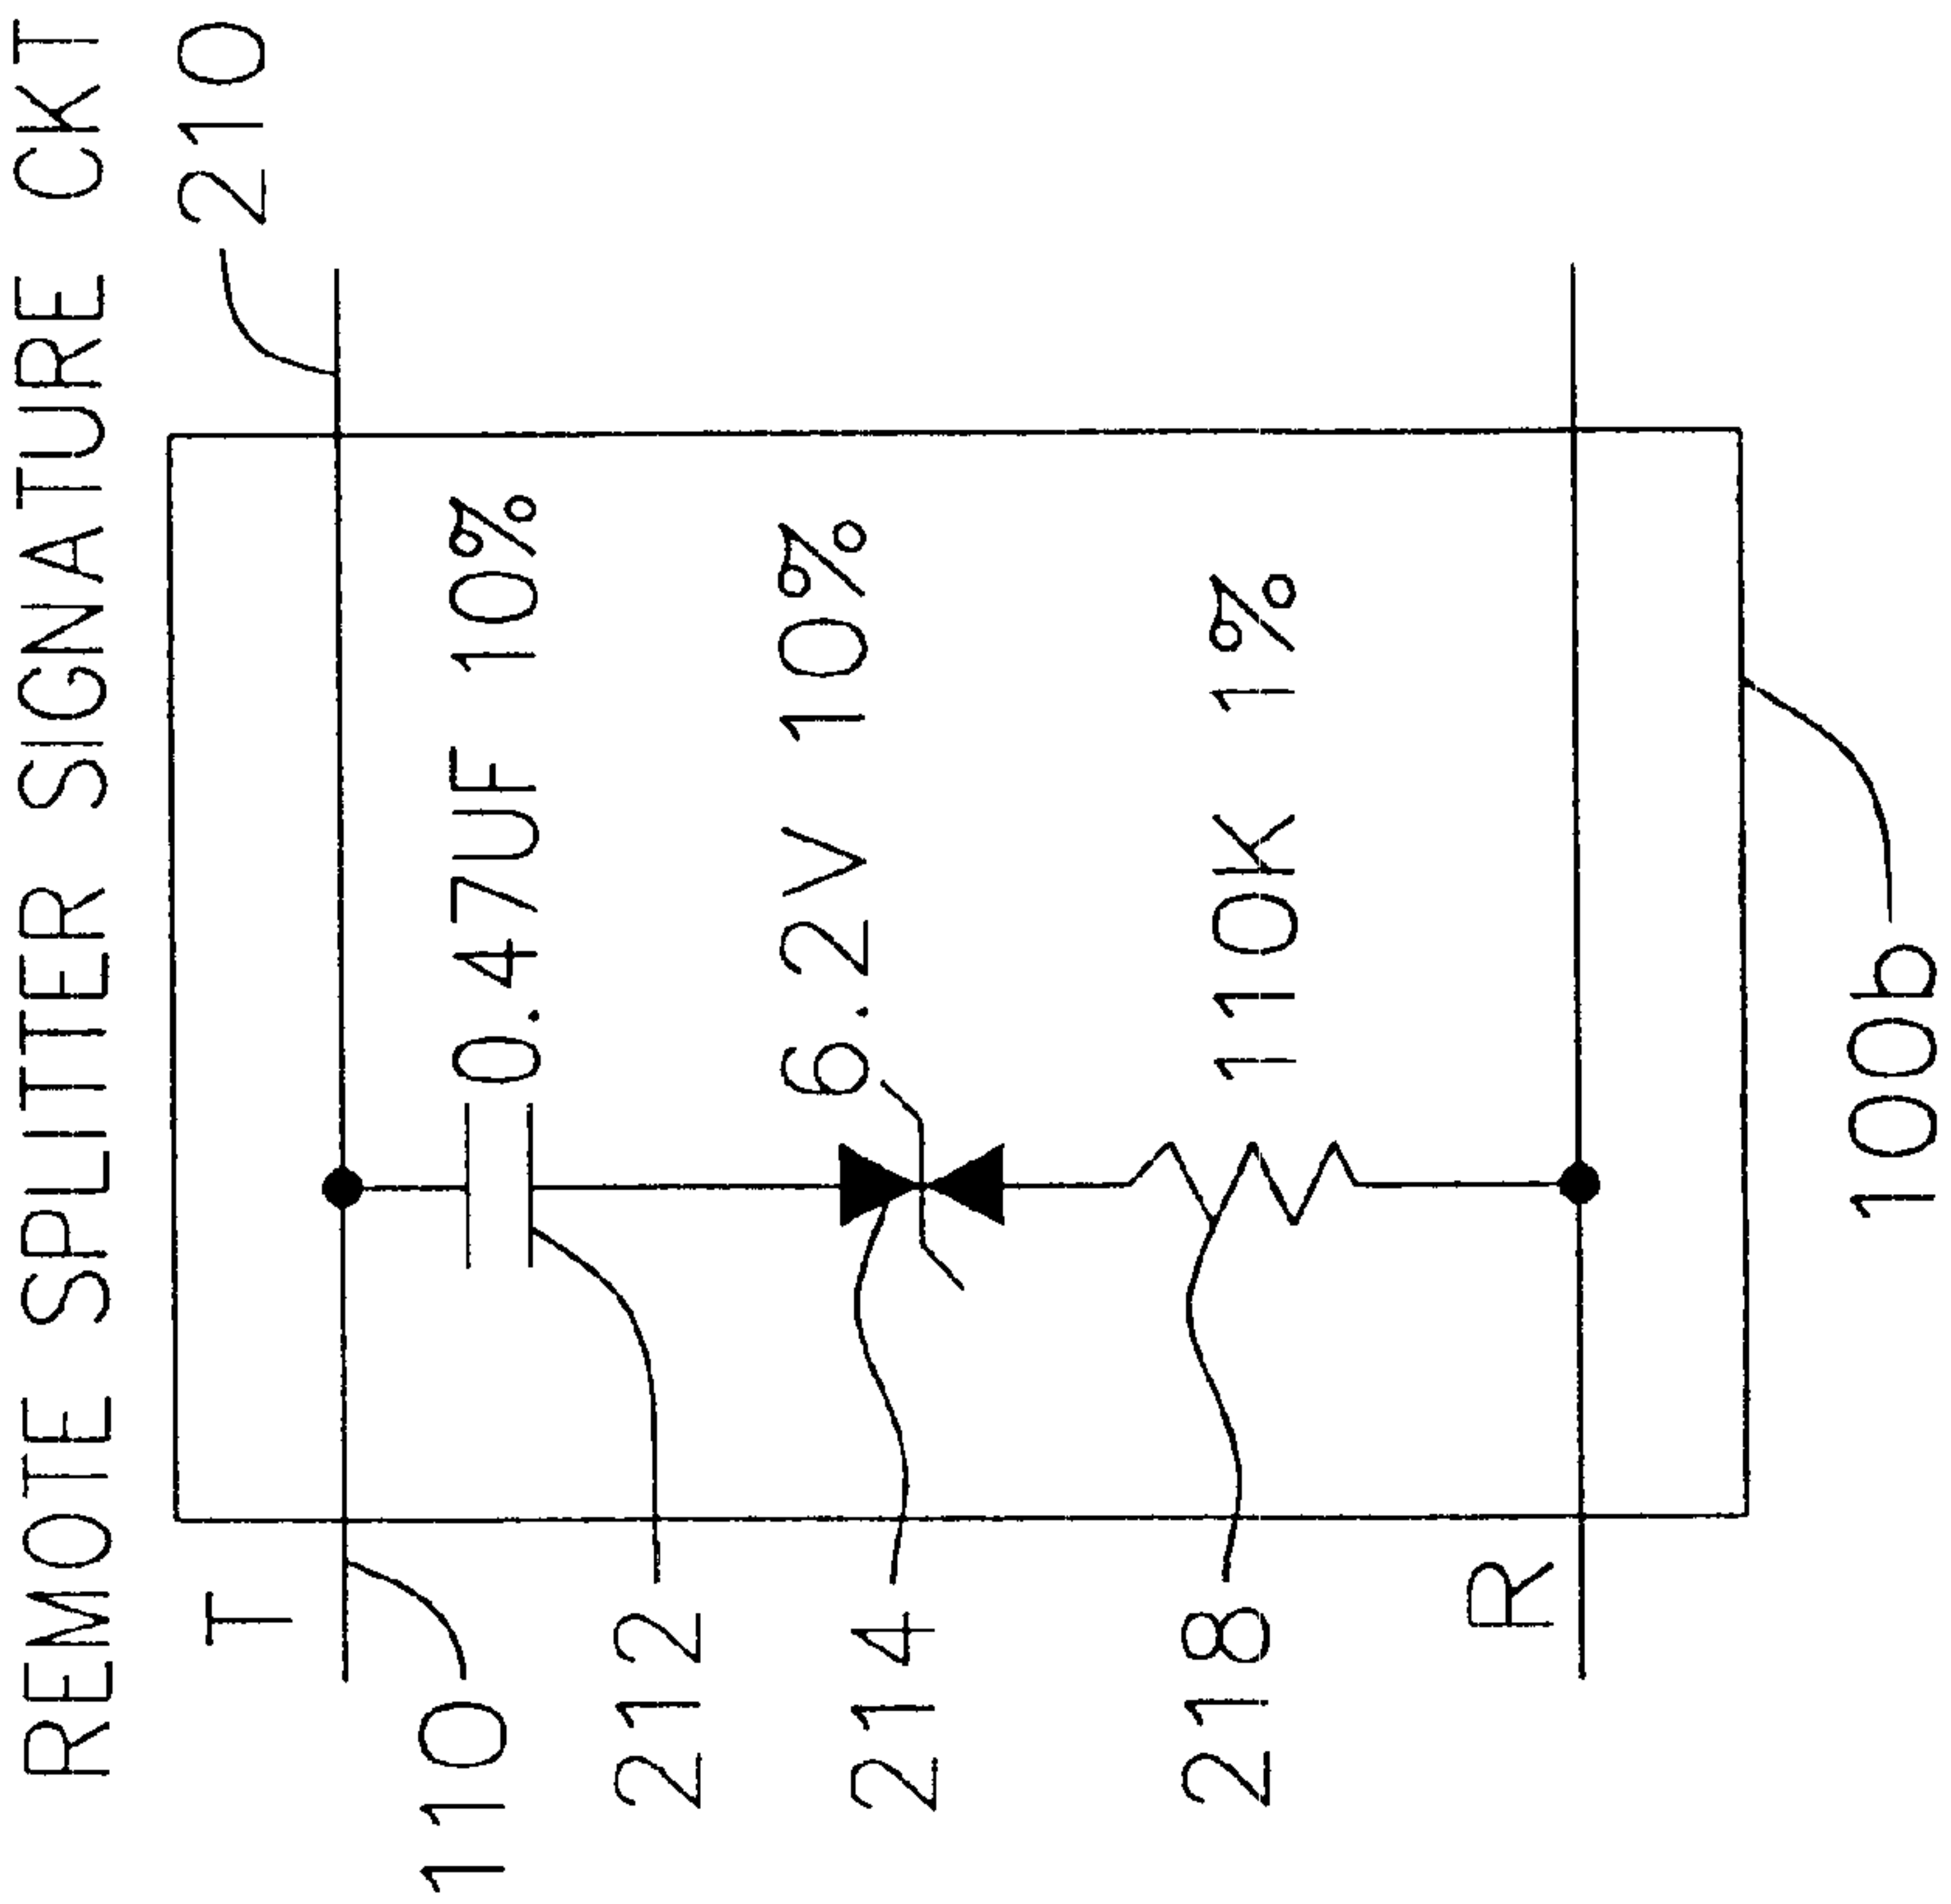 REMOTE SPLITTER SIGNATURE CKT
T
210
110
0.47UF 10%
212
6.2V 10%
214
110K 1%
218
R
100b